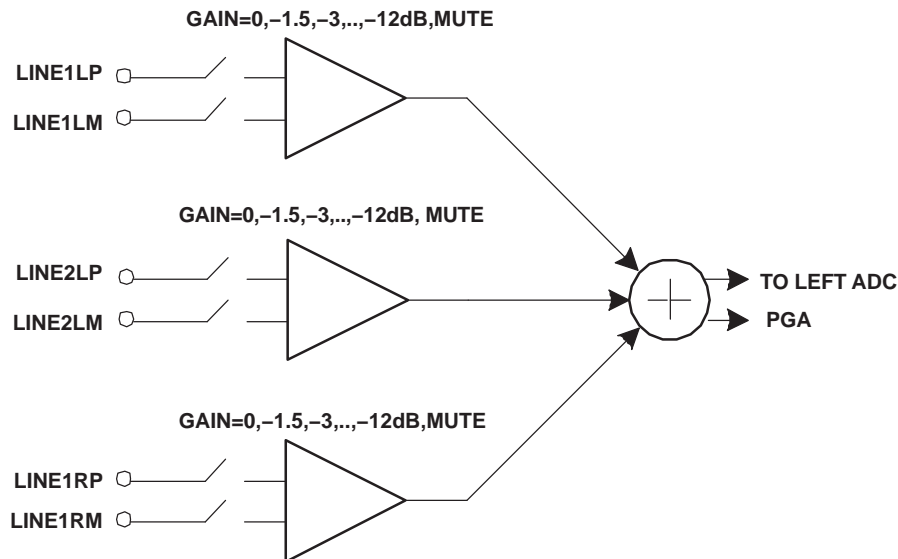 GAIN=0,–1.5,–3,..,–12dB,MUTE
LINE1LP
LINE1LM
GAIN=0,–1.5,–3,..,–12dB, MUTE
LINE2LP
LINE2LM
TO LEFT ADC
PGA
GAIN=0,–1.5,–3,..,–12dB,MUTE
LINE1RP
LINE1RM